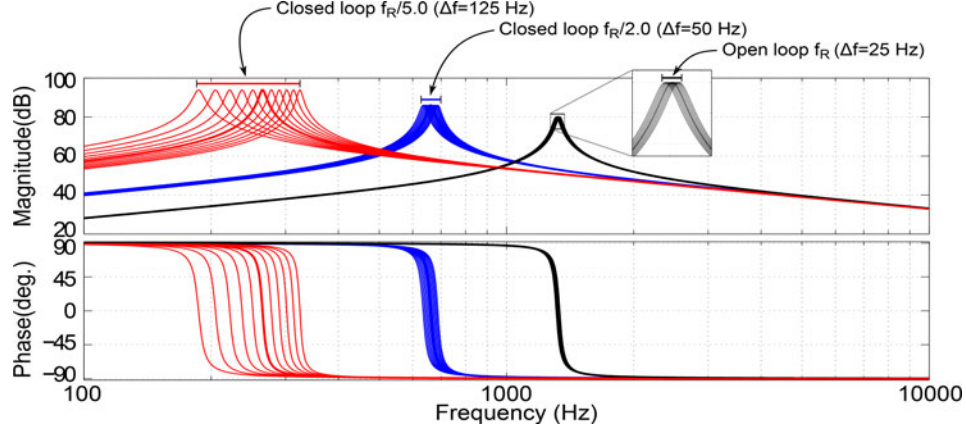 Closed loop f_R/5.0 (Δf=125 Hz)
Closed loop f_R/2.0 (Δf=50 Hz)
Open loop f_R (Δf=25 Hz)
Magnitude(dB)
100
80
60
40
20
Phase(deg.)
90
45
0
−45
−90
100
1000
10000
Frequency (Hz)